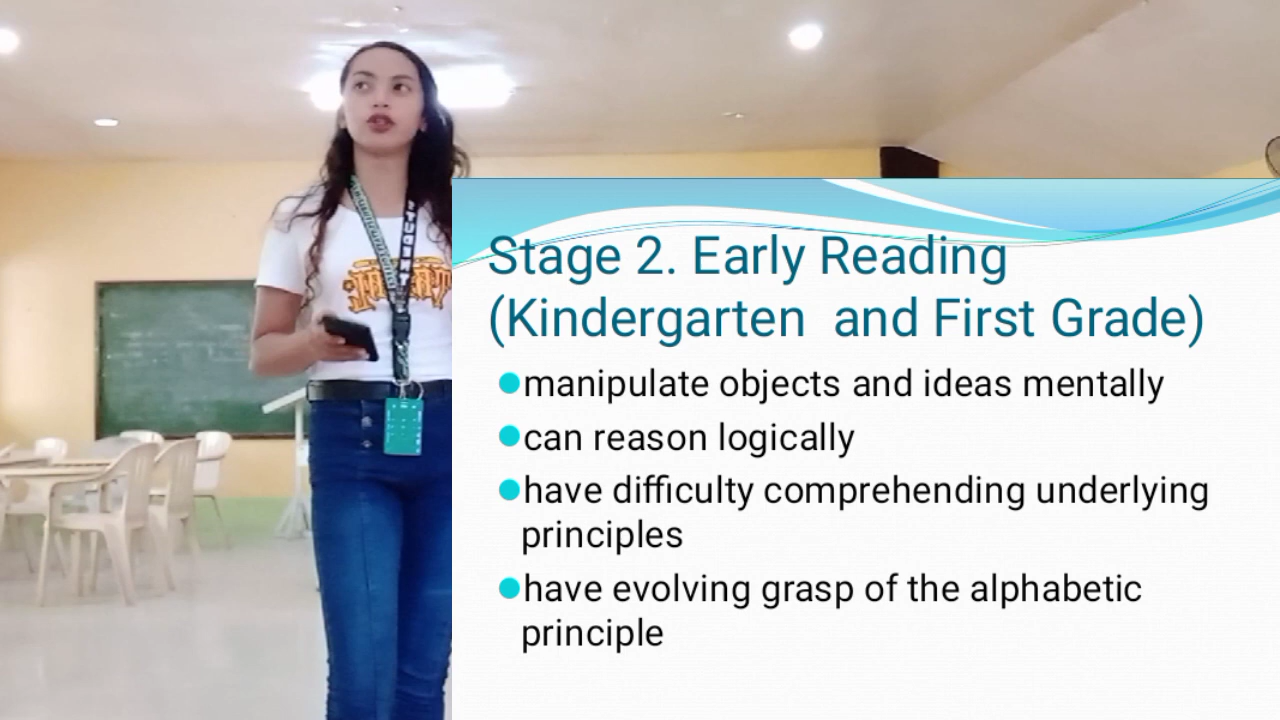 Stage 2. Early Reading
(Kindergarten and First Grade)
manipulate objects and ideas mentally
can reason logically
have difficulty comprehending underlying
principles
have evolving grasp of the alphabetic
principle